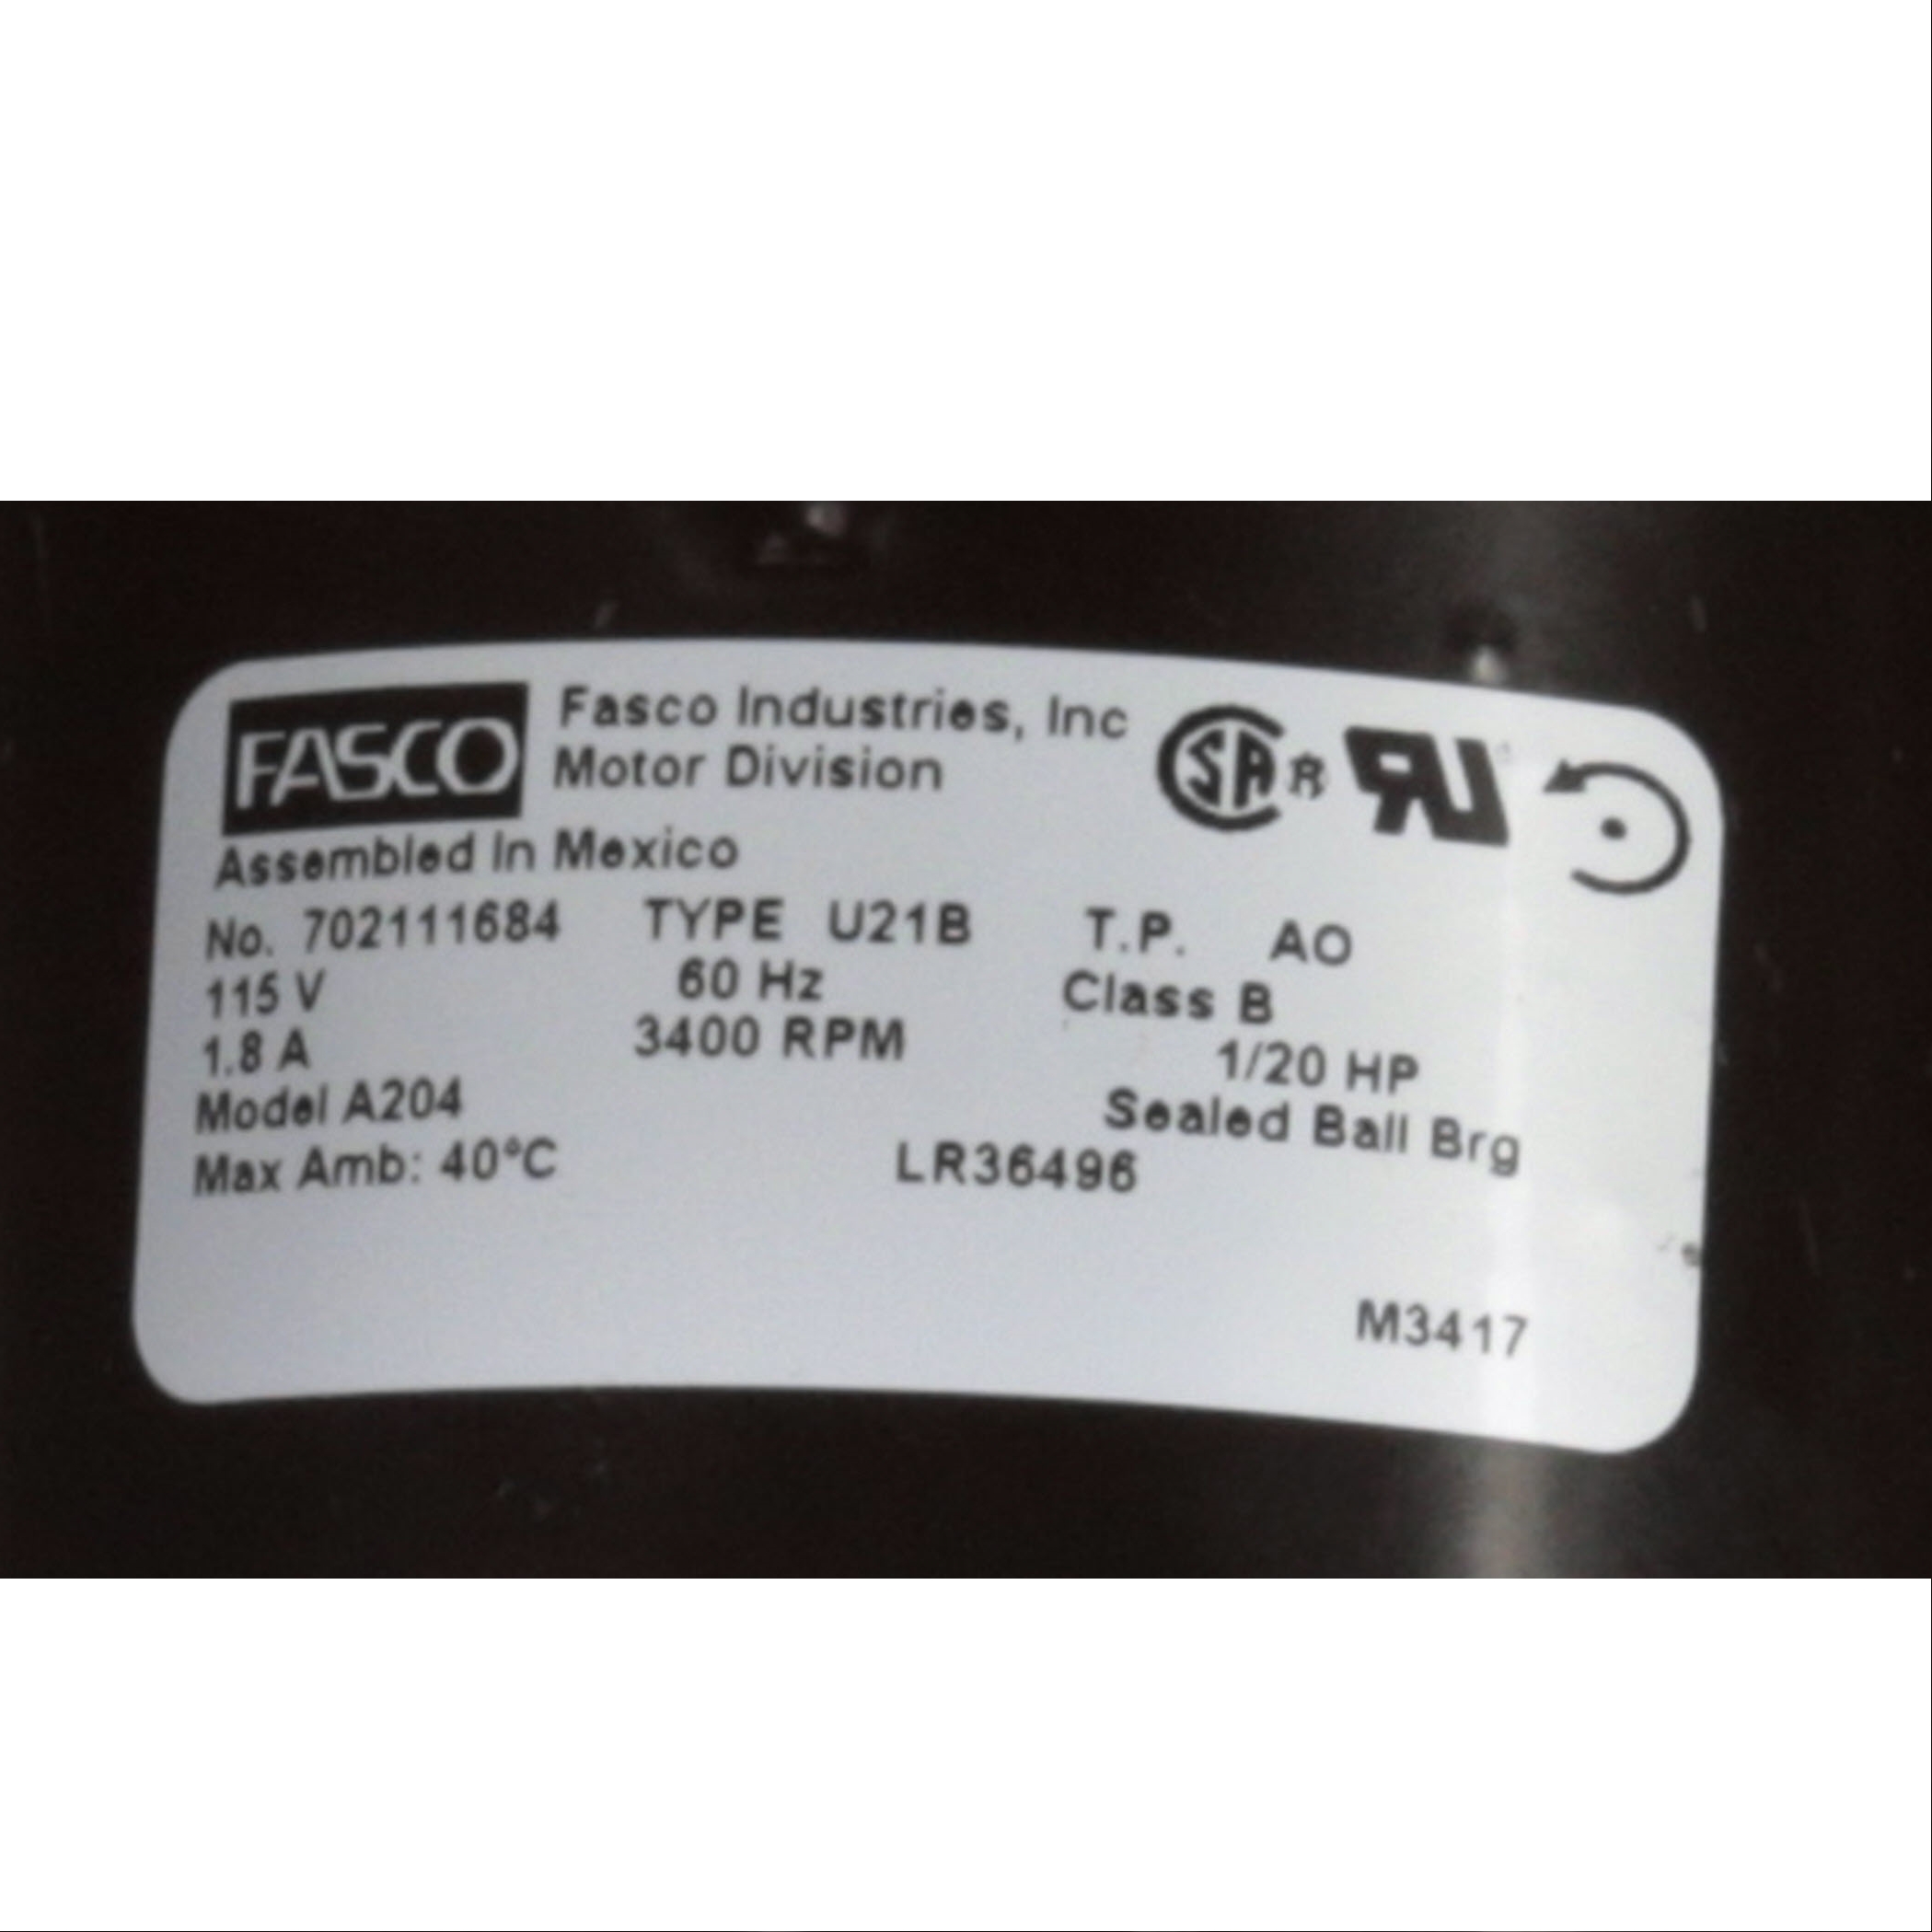 FASCO
Fasco Industries, Inc
Motor Division
SA R
Assembled In Mexico
No. 702111684 TYPE U21B T.P. AO
115 V 60 Hz Class B
1.8 A 3400 RPM 1/20 HP
Model A204 Sealed Ball Brg
Max Amb: 40°C LR36496
M3417